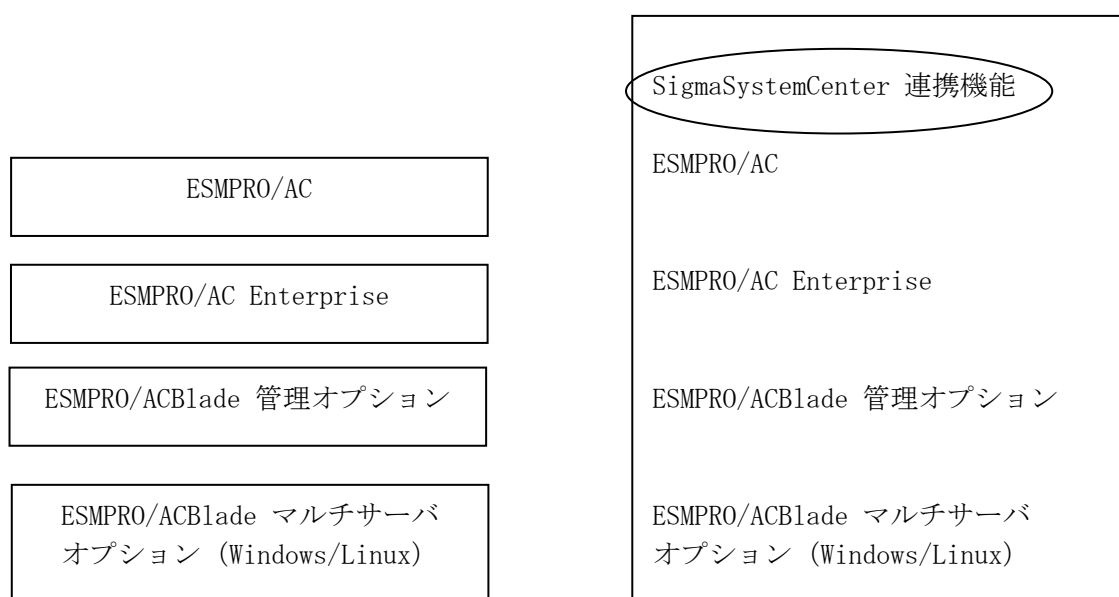 ESMPRO/AC
ESMPRO/AC Enterprise
ESMPRO/ACBlade 管理オプション
ESMPRO/ACBlade マルチサーバ
オプション (Windows/Linux)
SigmaSystemCenter 連携機能
ESMPRO/AC
ESMPRO/AC Enterprise
ESMPRO/ACBlade 管理オプション
ESMPRO/ACBlade マルチサーバ
オプション (Windows/Linux)